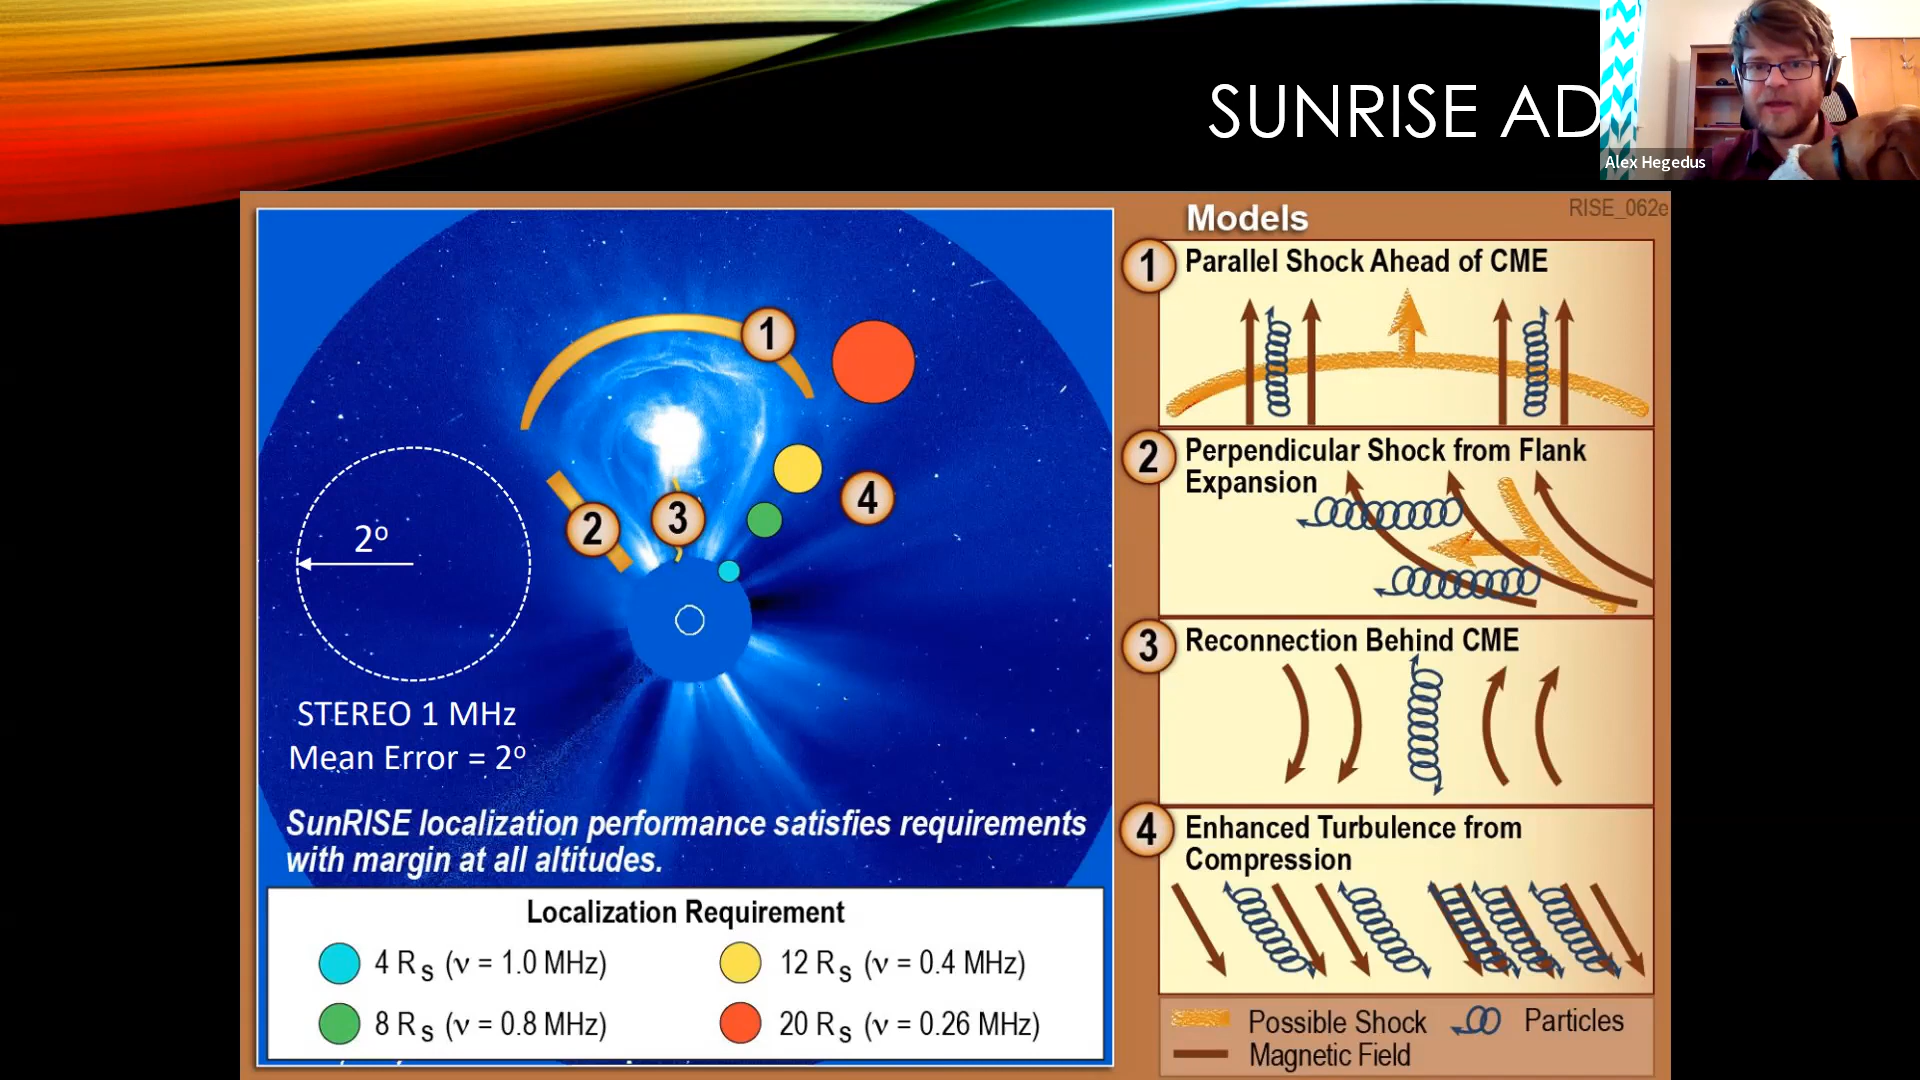 SUNRISE AD
Alex Hegedus
RISE_062e
1
2
3
4
2º
STEREO 1 MHz
Mean Error = 2º
SunRISE localization performance satisfies requirements
with margin at all altitudes.
Localization Requirement
4 RS (ν = 1.0 MHz)
12 RS (ν = 0.4 MHz)
8 RS (ν = 0.8 MHz)
20 RS (ν = 0.26 MHz)
Models
1 Parallel Shock Ahead of CME
2 Perpendicular Shock from Flank
Expansion
3 Reconnection Behind CME
4 Enhanced Turbulence from
Compression
Possible Shock
Particles
Magnetic Field